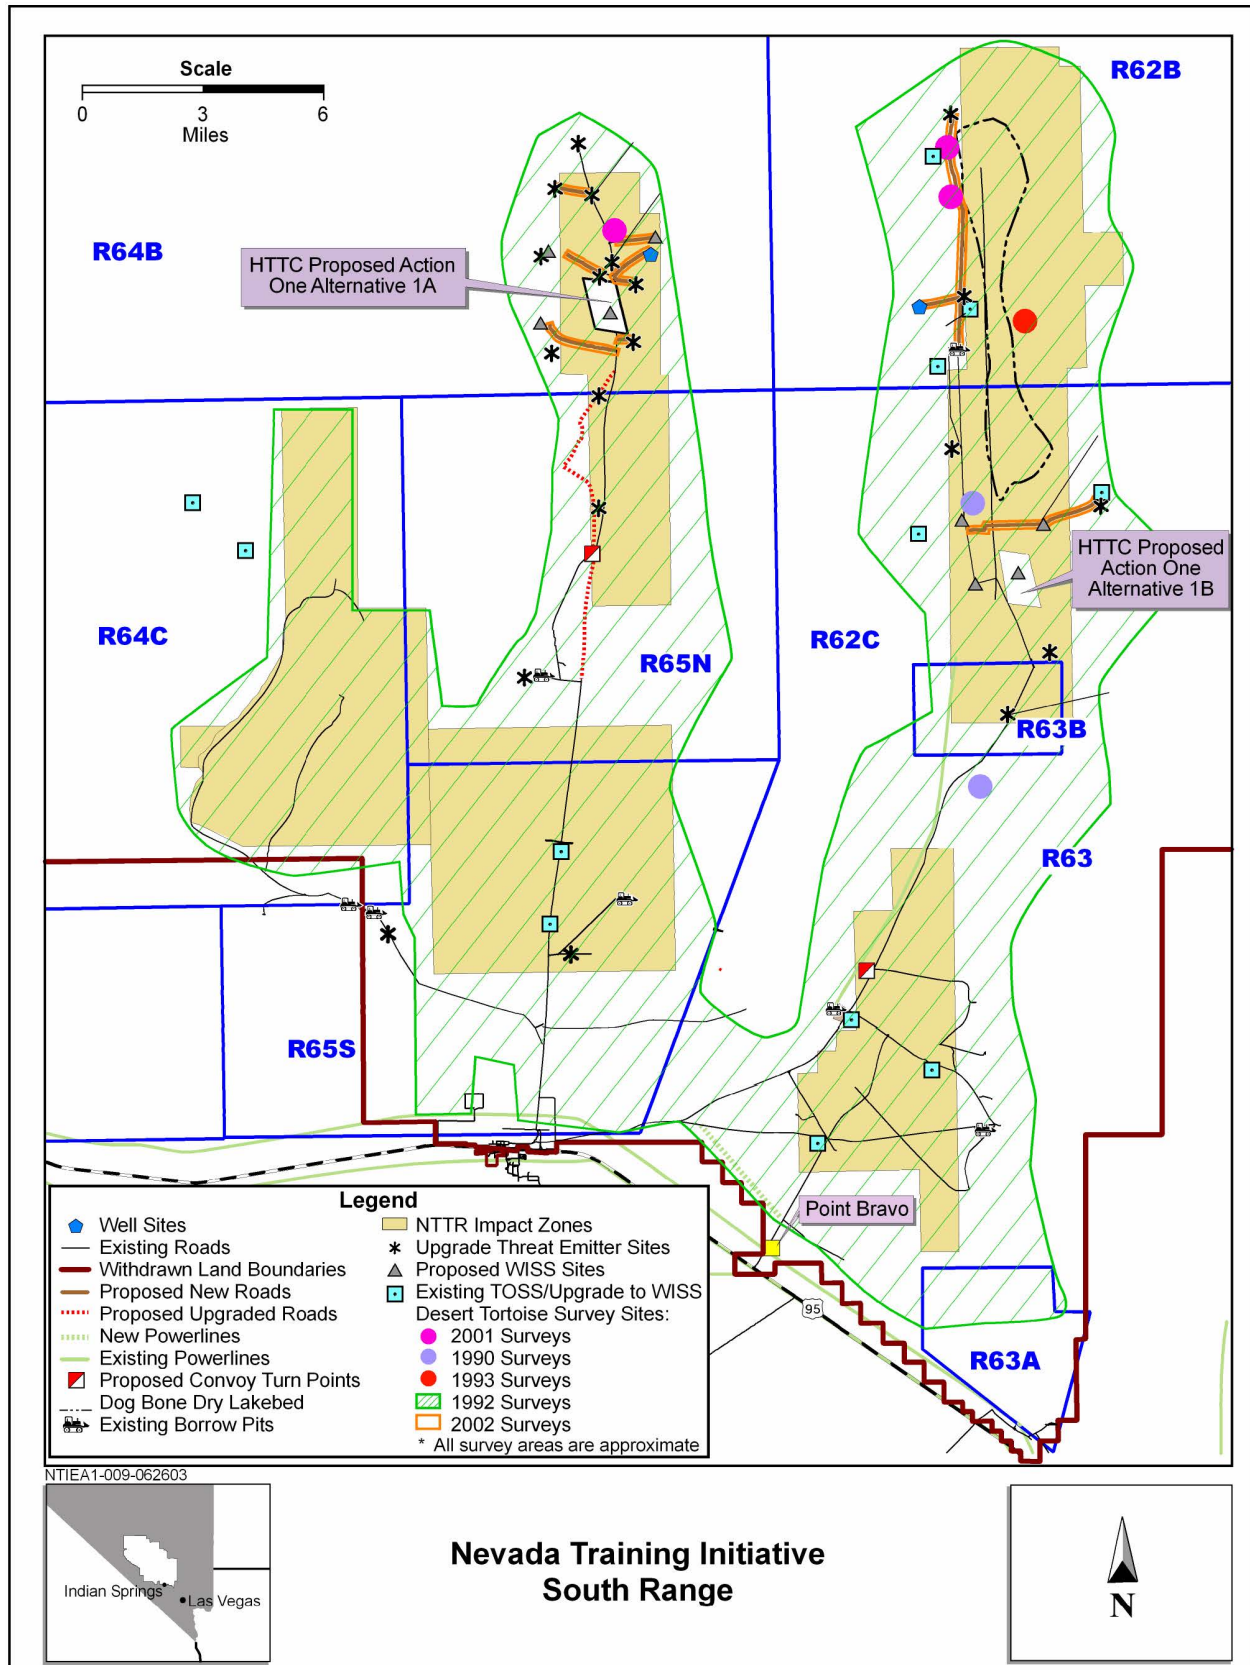 Scale
0 3 6
Miles
R62B
R64B
HTTC Proposed Action
One Alternative 1A
HTTC Proposed
Action One
Alternative 1B
R64C
R65N
R62C
R63B
R63
R65S
Point Bravo
95
R63A
Legend
Well Sites
Existing Roads
Withdrawn Land Boundaries
Proposed New Roads
Proposed Upgraded Roads
New Powerlines
Existing Powerlines
Proposed Convoy Turn Points
Dog Bone Dry Lakebed
Existing Borrow Pits
NTTR Impact Zones
Upgrade Threat Emitter Sites
Proposed WISS Sites
Existing TOSS/Upgrade to WISS
Desert Tortoise Survey Sites:
2001 Surveys
1990 Surveys
1993 Surveys
1992 Surveys
2002 Surveys
* All survey areas are approximate
NTIEA1-009-062603
Indian Springs
Las Vegas
Nevada Training Initiative
South Range
N